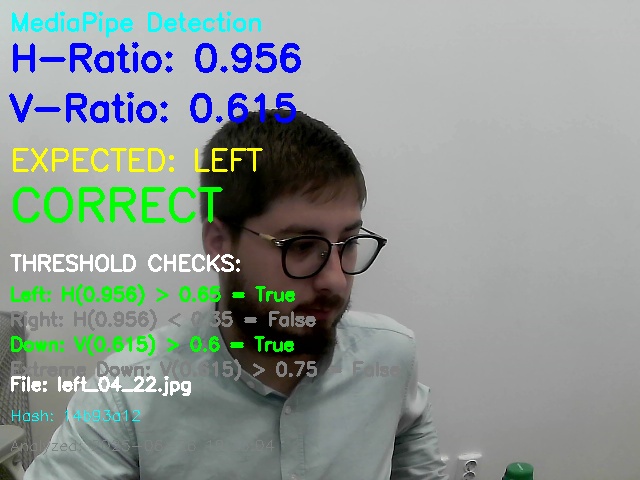 MediaPipe Detection
H-Ratio: 0.956
V-Ratio: 0.615
EXPECTED: LEFT
CORRECT
THRESHOLD CHECKS:
Left: H(0.956) > 0.65 = True
Right: H(0.956) < 0.35 = False
Down: V(0.615) > 0.6 = True
Extreme Down: V(0.615) > 0.75 = False
File: left_04_22.jpg
Hash: 14693a12
Analyzed: